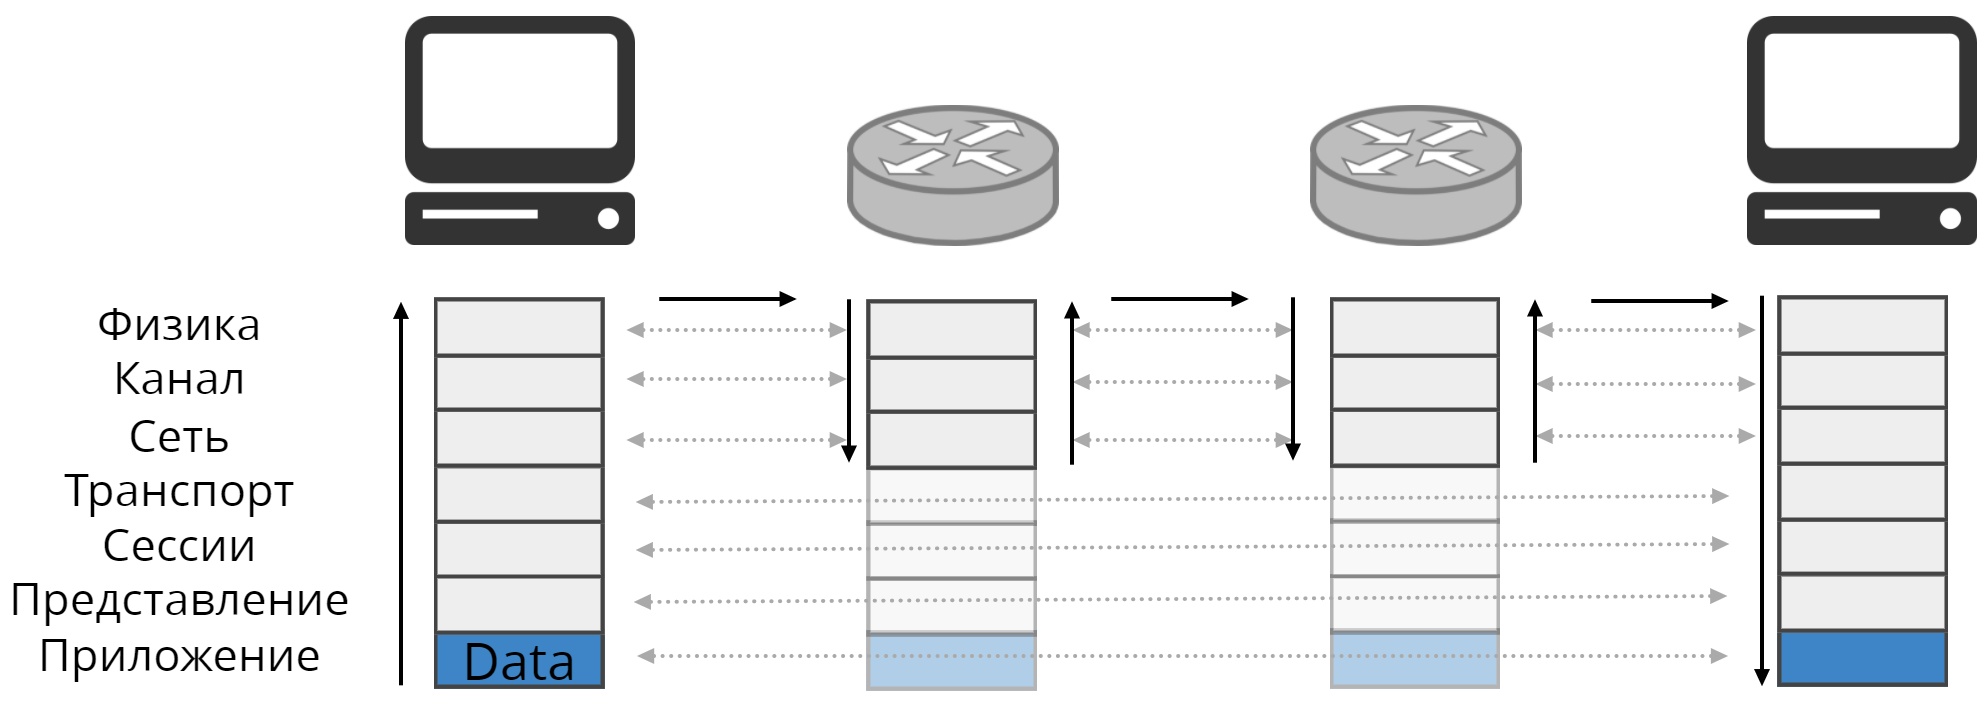 Физика
Канал
Сеть
Транспорт
Сессии
Представление
Приложение
Data